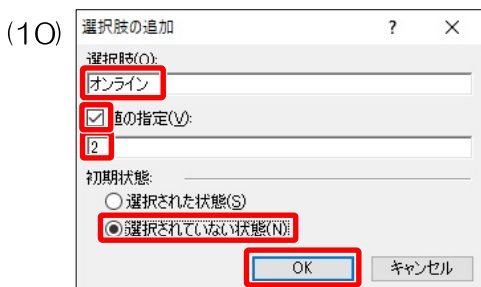 (10)
選択肢の追加 ? ×
選択肢(O):
オンライン
値の指定(V):
2
初期状態:
選択された状態(S)
選択されていない状態(N)
OK キャンセル